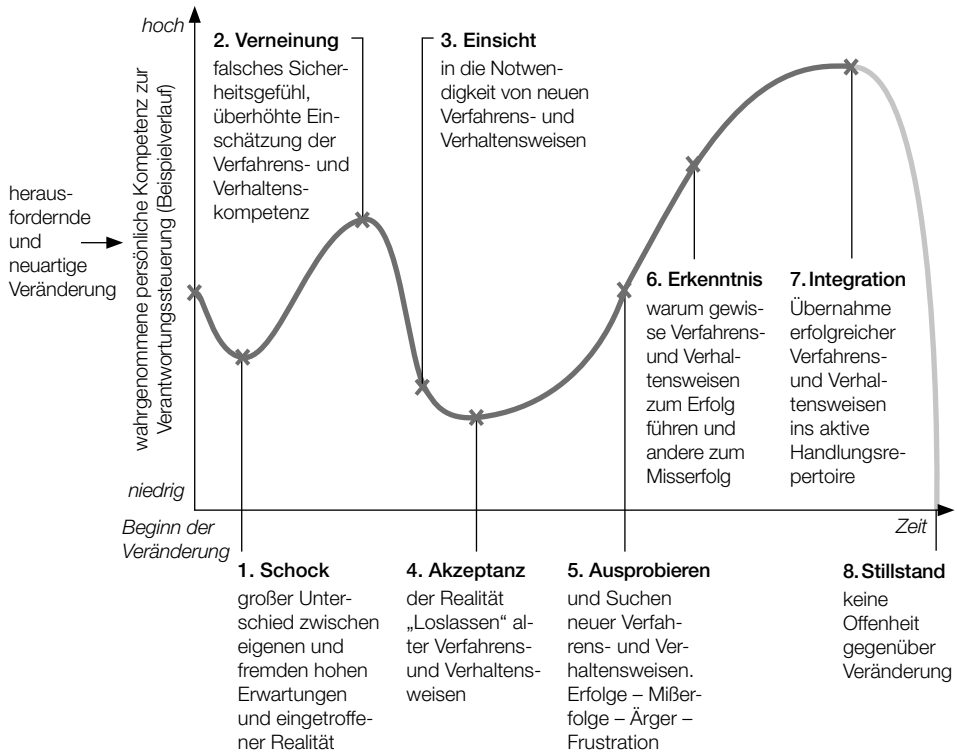 hoch
wahrgenommene persönliche Kompetenz zur
Verantwortungssteuerung (Beispielverlauf)
niedrig
heraus-
fordernde
und
neuartige
Veränderung
2. Verneinung
falsches Sicher-
heitsgefühl,
überhöhte Ein-
schätzung der
Verfahrens- und
Verhaltens-
kompetenz
3. Einsicht
in die Notwen-
digkeit von neuen
Verfahrens- und
Verhaltensweisen
6. Erkenntnis
warum gewis-
se Verfahrens-
und Verhal-
tensweisen
zum Erfolg
führen und
andere zum
Misserfolg
7. Integration
Übernahme
erfolgreicher
Verfahrens-
und Verhal-
tensweisen
ins aktive
Handlungsre-
pertoire
Beginn der
Veränderung
Zeit
1. Schock
großer Unter-
schied zwischen
eigenen und
fremden hohen
Erwartungen
und eingetroffe-
ner Realität
4. Akzeptanz
der Realität
„Loslassen“ al-
ter Verfahrens-
und Verhaltens-
weisen
5. Ausprobieren
und Suchen
neuer Verfah-
rens- und Ver-
haltensweisen.
Erfolge – Mißer-
folge – Ärger –
Frustration
8. Stillstand
keine
Offenheit
gegenüber
Veränderung